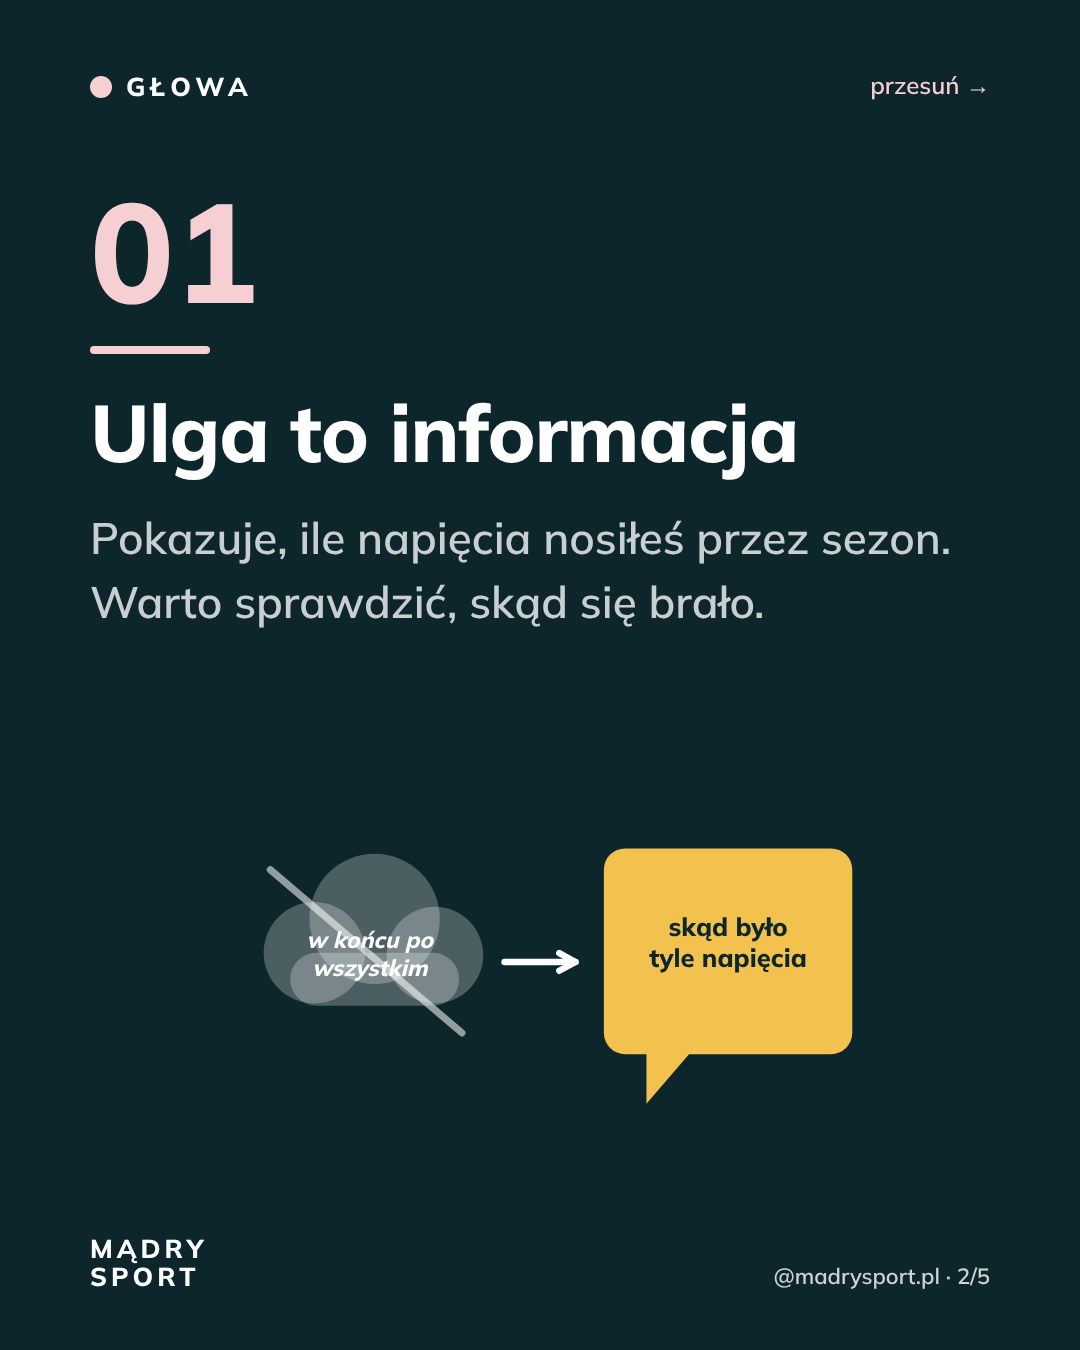 GŁOWA
przesuń →
01
Ulga to informacja
Pokazuje, ile napięcia nosiłeś przez sezon.
Warto sprawdzić, skąd się brało.
w końcu po
wszystkim
skąd było
tyle napięcia
MĄDRY
SPORT
@madrysport.pl · 2/5